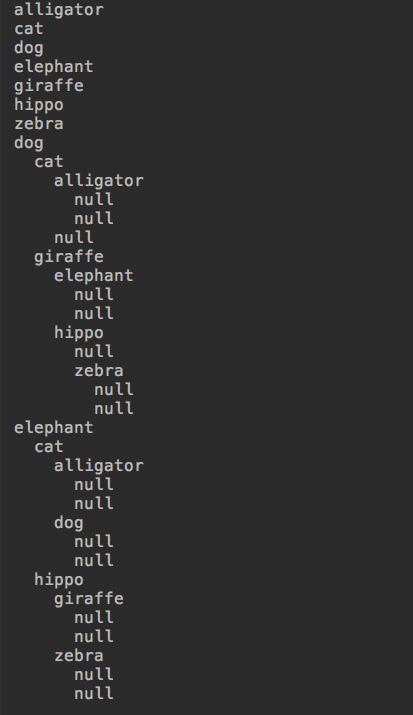 alligator
cat
dog
elephant
giraffe
hippo
zebra
dog
  cat
    alligator
      null
      null
    null
  giraffe
    elephant
      null
      null
    hippo
      null
      zebra
        null
        null
elephant
  cat
    alligator
      null
      null
    dog
      null
      null
  hippo
    giraffe
      null
      null
    zebra
      null
      null